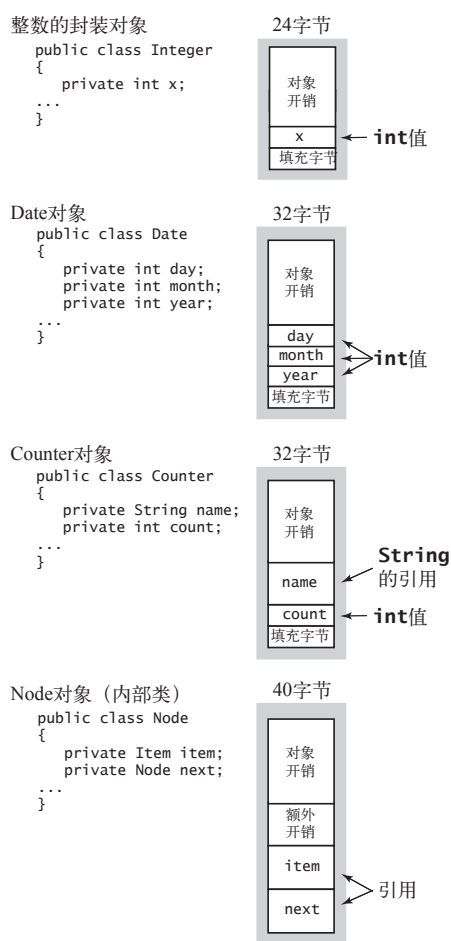 整数的封装对象
24字节
public class Integer
{
private int x;
...
}
对象
开销
x
填充字节
int值
Date对象
32字节
public class Date
{
private int day;
private int month;
private int year;
...
}
对象
开销
day
month
year
填充字节
int值
Counter对象
32字节
public class Counter
{
private String name;
private int count;
...
}
对象
开销
name
count
填充字节
String
的引用
int值
Node对象（内部类）
40字节
public class Node
{
private Item item;
private Node next;
...
}
对象
开销
额外
开销
item
next
引用